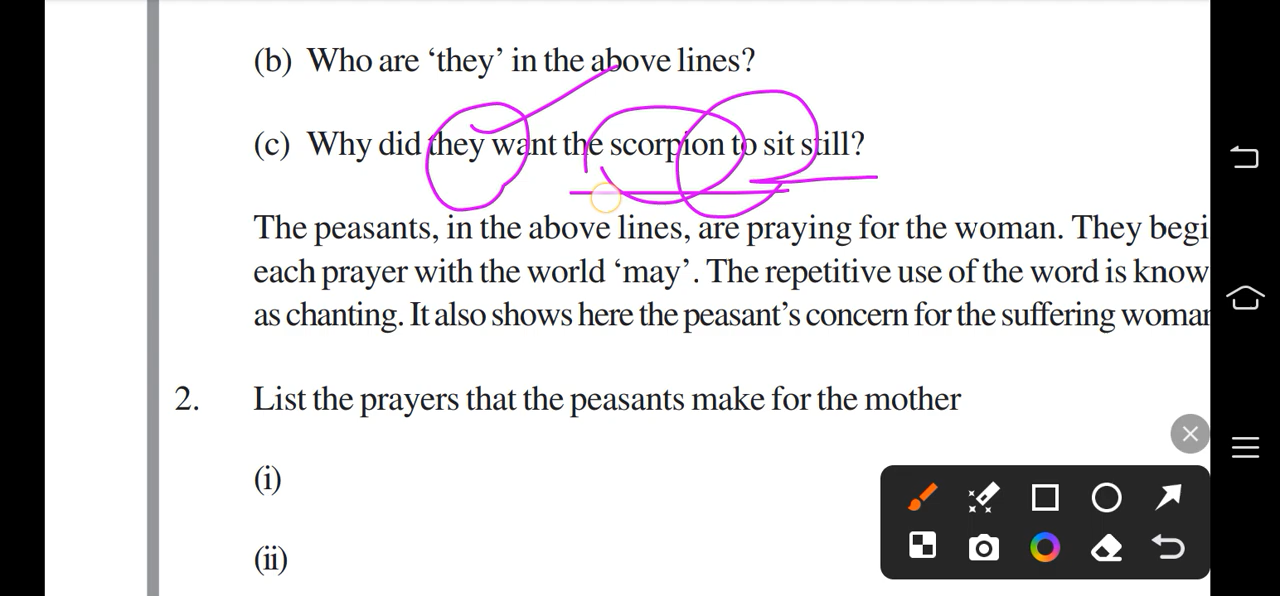 (b) Who are ‘they’ in the above lines?
(c) Why did they want the scorpion to sit still?
The peasants, in the above lines, are praying for the woman. They begi
each prayer with the world ‘may’. The repetitive use of the word is know
as chanting. It also shows here the peasant’s concern for the suffering woman
2. List the prayers that the peasants make for the mother
(i)
(ii)